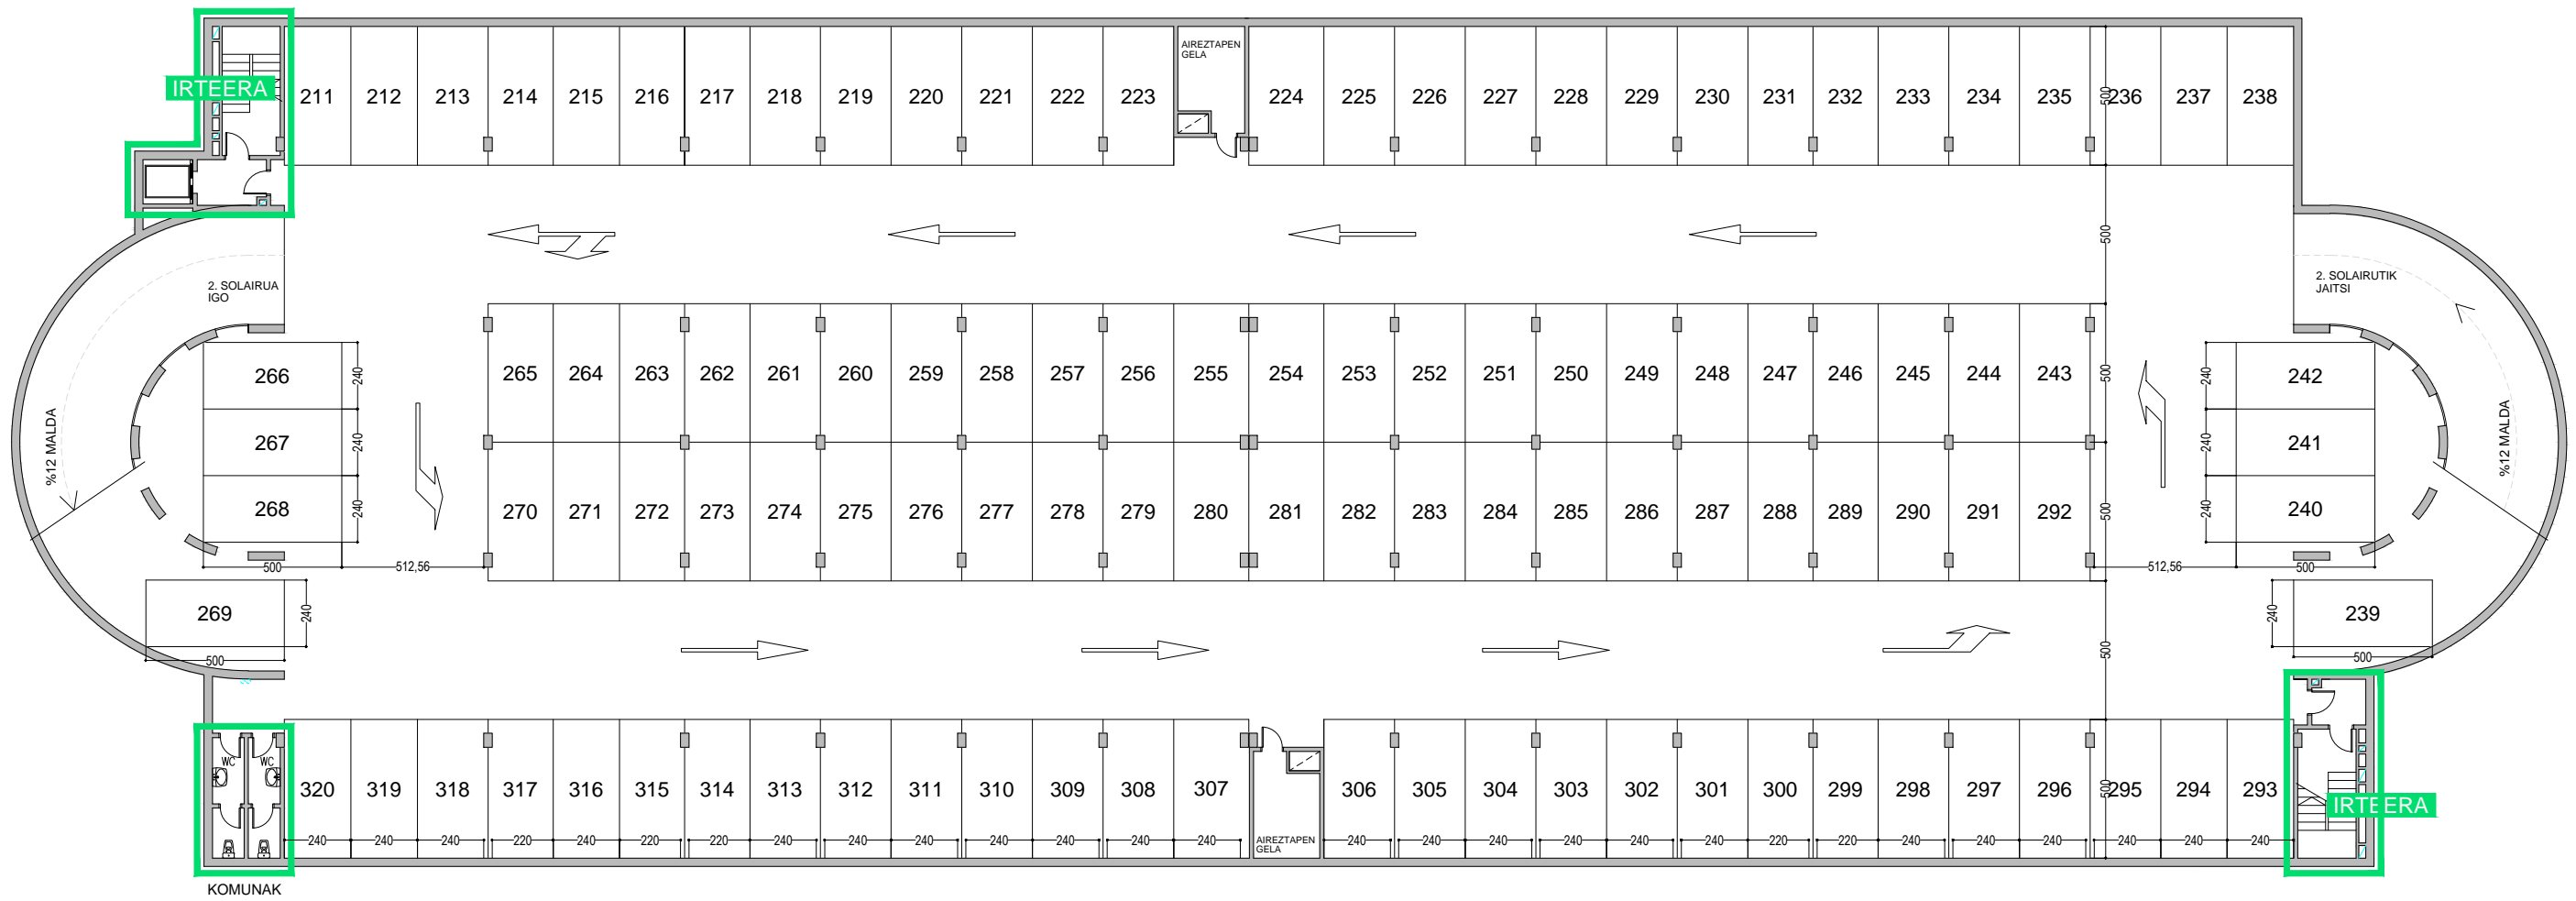 AIREZTAPEN
GELA
IRTEERA
211 212 213 214 215 216 217 218 219 220 221 222 223 224 225 226 227 228 229 230 231 232 233 234 235 236 237 238
500
500
2. SOLAIRUA
IGO
2. SOLAIRUTIK
JAITSI
266 240 265 264 263 262 261 260 259 258 257 256 255 254 253 252 251 250 249 248 247 246 245 244 243 500 240 242
%12 MALDA 267 240 240 241 %12 MALDA
268 240 270 271 272 273 274 275 276 277 278 279 280 281 282 283 284 285 286 287 288 289 290 291 292 500 240 240
500 512,56 512,56 500
269 240 240 239
500 500 500
WC WC
320 319 318 317 316 315 314 313 312 311 310 309 308 307 306 305 304 303 302 301 300 299 298 297 296 500 295 294 293
IRTEERA
240 240 240 220 240 220 220 240 240 240 240 240 240 240 240 240 240 240 240 240 220 220 240 240 240 240 240 240
AIREZTAPEN
GELA
KOMUNAK